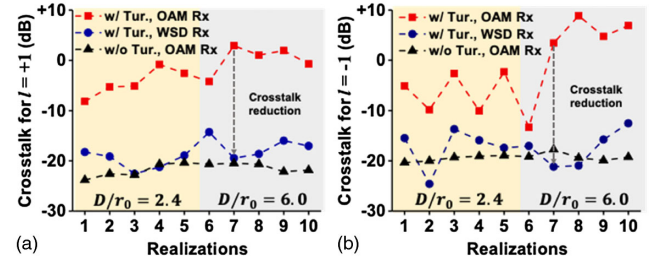 +10
0
-10
-20
-30
Crosstalk for l = +1 (dB)
w/ Tur., OAM Rx
w/ Tur., WSD Rx
w/o Tur., OAM Rx
Crosstalk
reduction
D/r0 = 2.4 D/r0 = 6.0
1 2 3 4 5 6 7 8 9 10
Realizations
(a)
+10
0
-10
-20
-30
Crosstalk for l = -1 (dB)
w/ Tur., OAM Rx
w/ Tur., WSD Rx
w/o Tur., OAM Rx
Crosstalk
reduction
D/r0 = 2.4 D/r0 = 6.0
1 2 3 4 5 6 7 8 9 10
Realizations
(b)